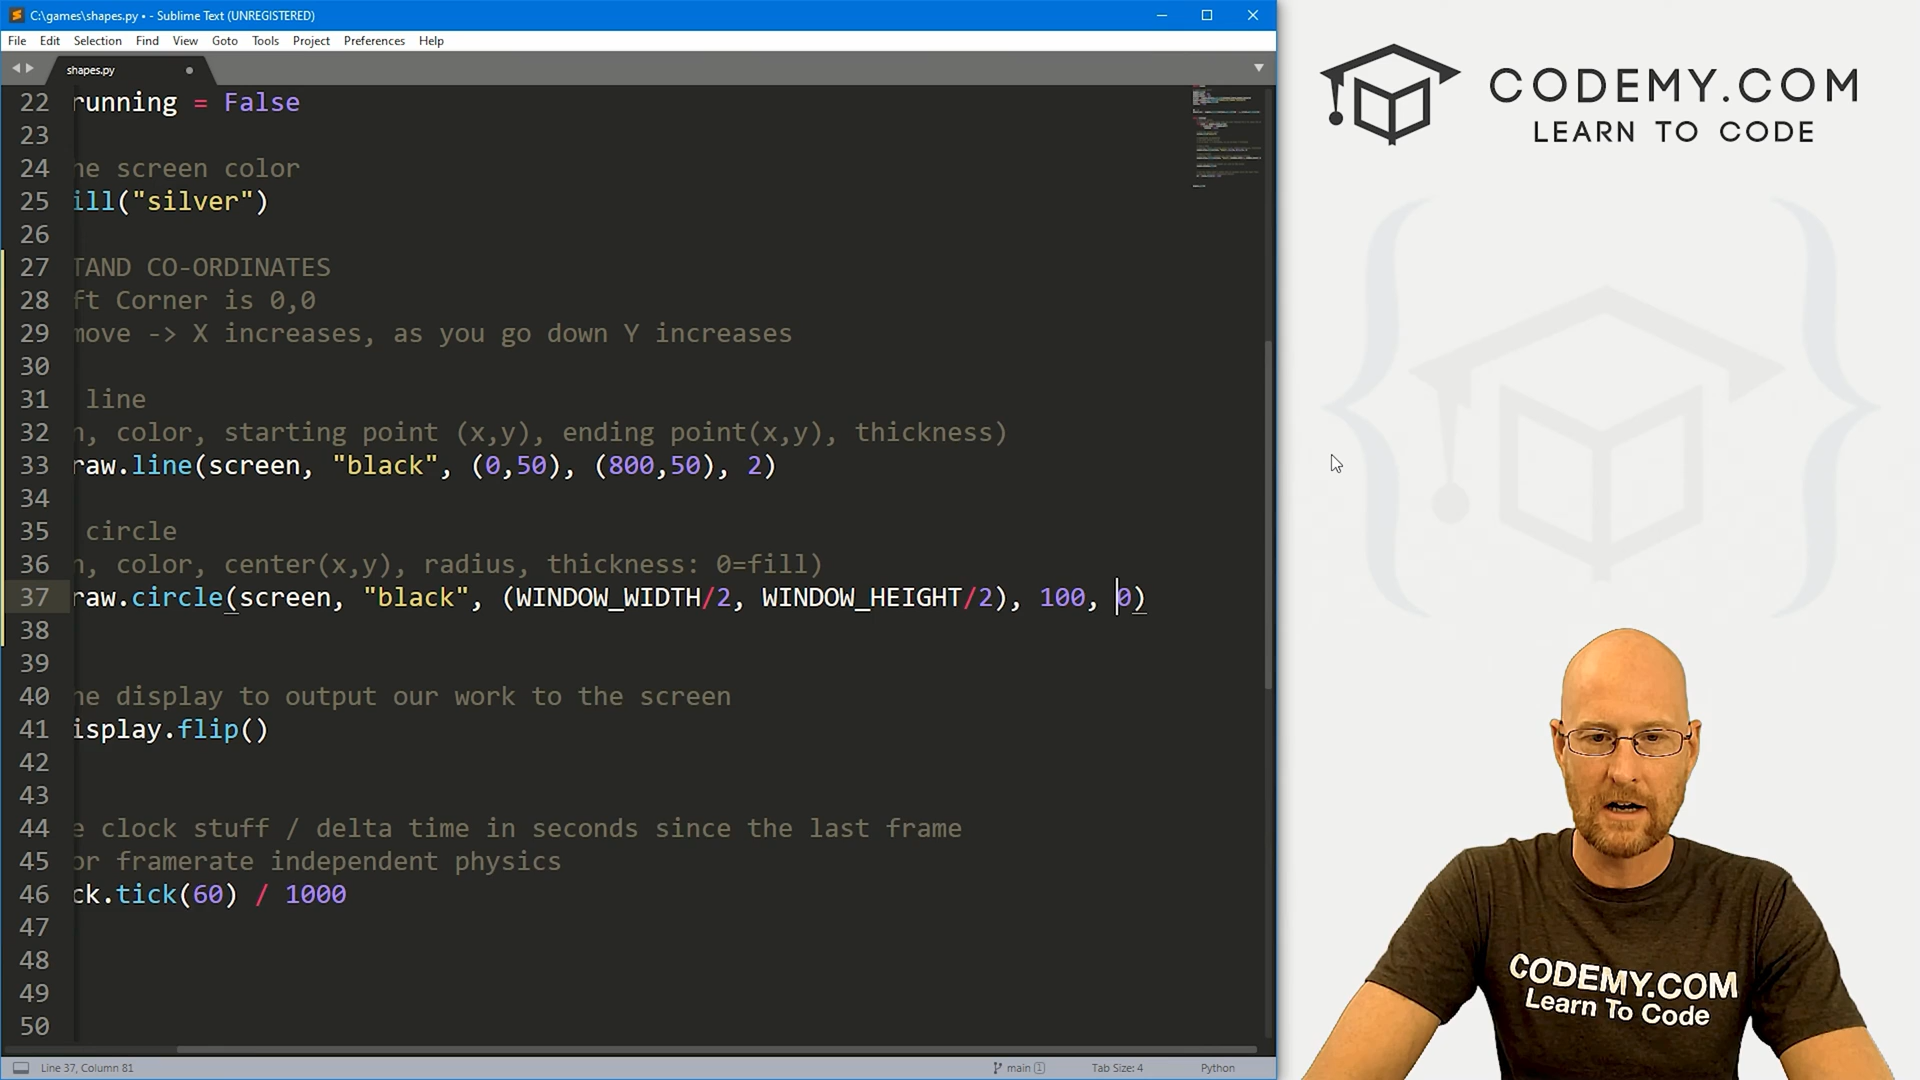 C:\games\shapes.py • - Sublime Text (UNREGISTERED)
File Edit Selection Find View Goto Tools Project Preferences Help
shapes.py
22 running = False
23
24 he screen color
25 ill("silver")
26
27 TAND CO-ORDINATES
28 ft Corner is 0,0
29 move -> X increases, as you go down Y increases
30
31 line
32 n, color, starting point (x,y), ending point(x,y), thickness)
33 raw.line(screen, "black", (0,50), (800,50), 2)
34
35 circle
36 n, color, center(x,y), radius, thickness: 0=fill)
37 raw.circle(screen, "black", (WINDOW_WIDTH/2, WINDOW_HEIGHT/2), 100, 0)
38
39
40 he display to output our work to the screen
41 isplay.flip()
42
43
44 e clock stuff / delta time in seconds since the last frame
45 or framerate independent physics
46 ck.tick(60) / 1000
47
48
49
50
Line 37, Column 81 main 1 Tab Size: 4 Python
CODEMY.COM
LEARN TO CODE
CODEMY.COM
Learn To Code